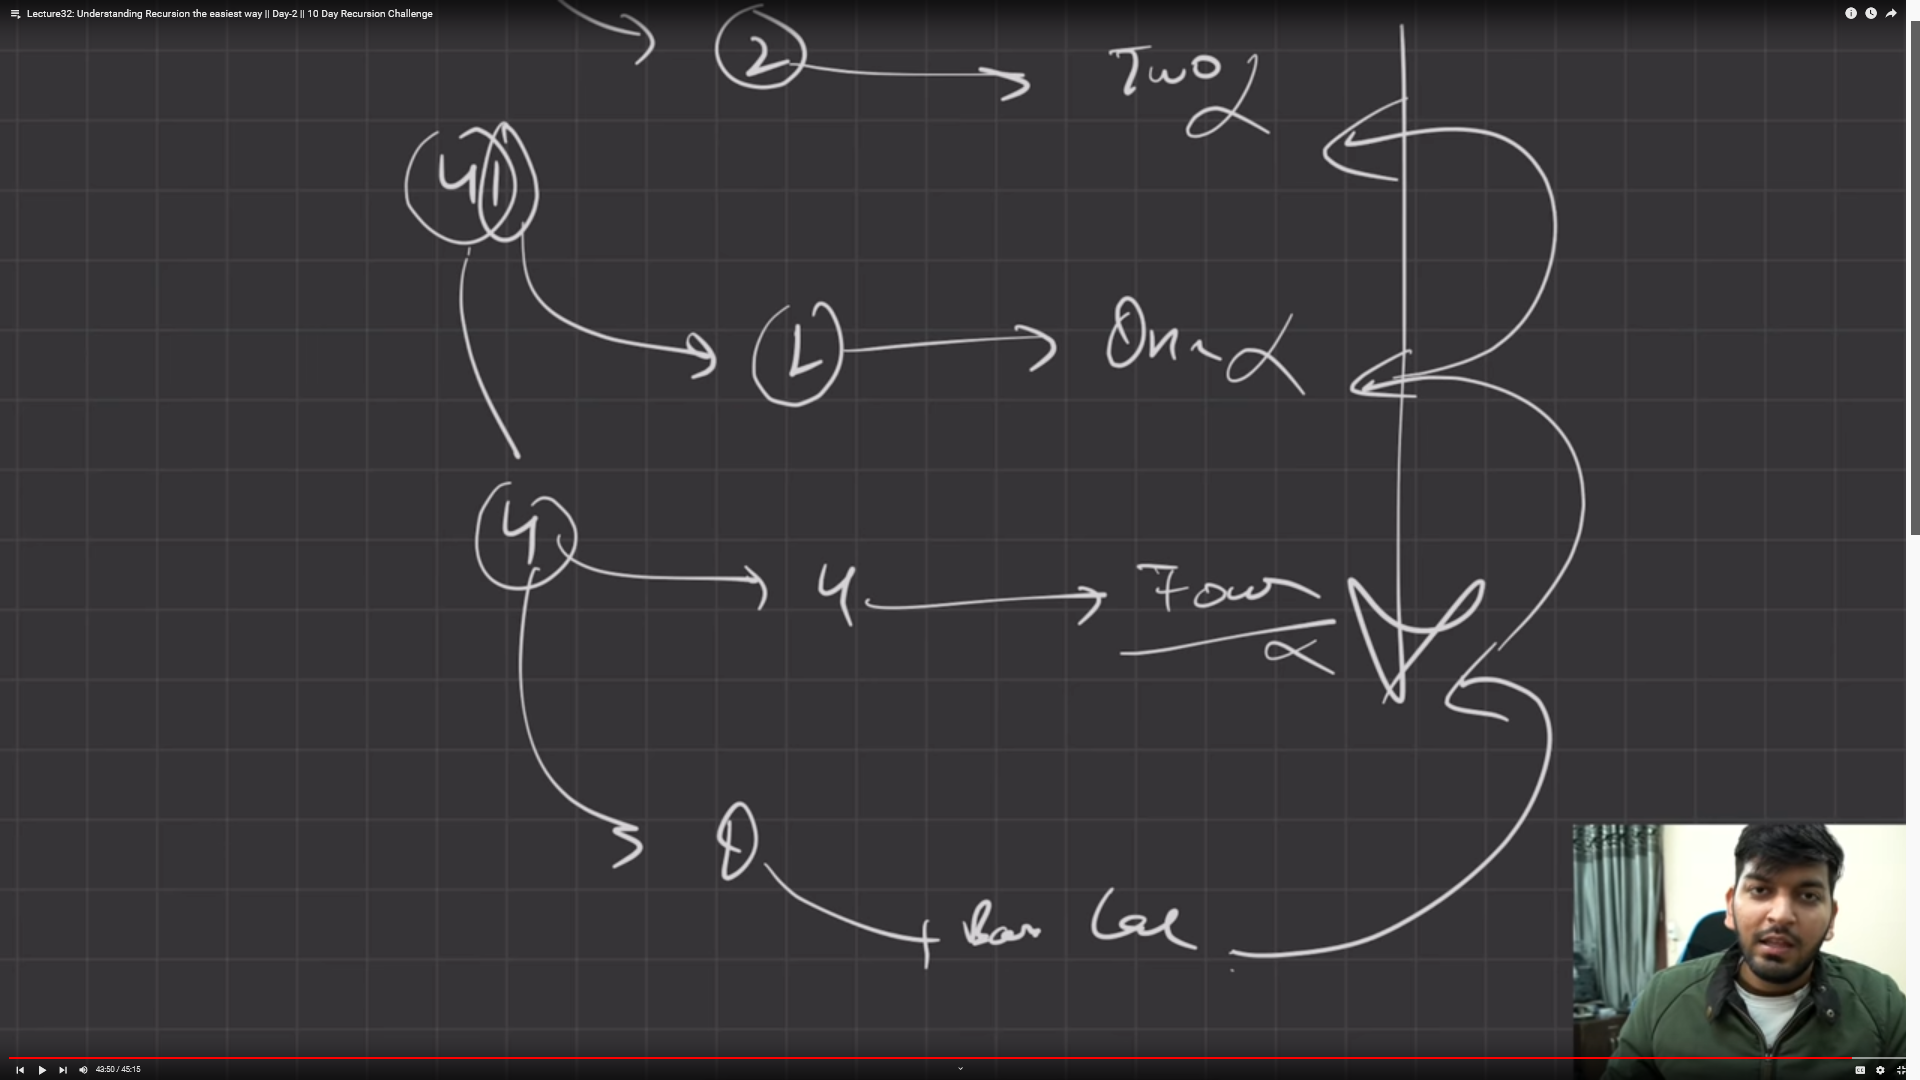 Lecture32: Understanding Recursion the easiest way || Day-2 || 10 Day Recursion Challenge
2 Two
41
1 One
4 4 Four
0
Base Case
43:50 / 45:15